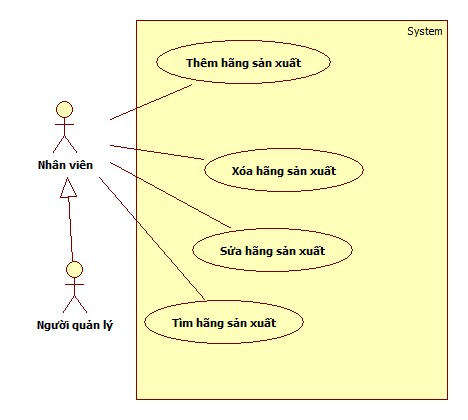 System
Thêm hãng sản xuất
Nhân viên
Xóa hãng sản xuất
Sửa hãng sản xuất
Người quản lý
Tìm hãng sản xuất